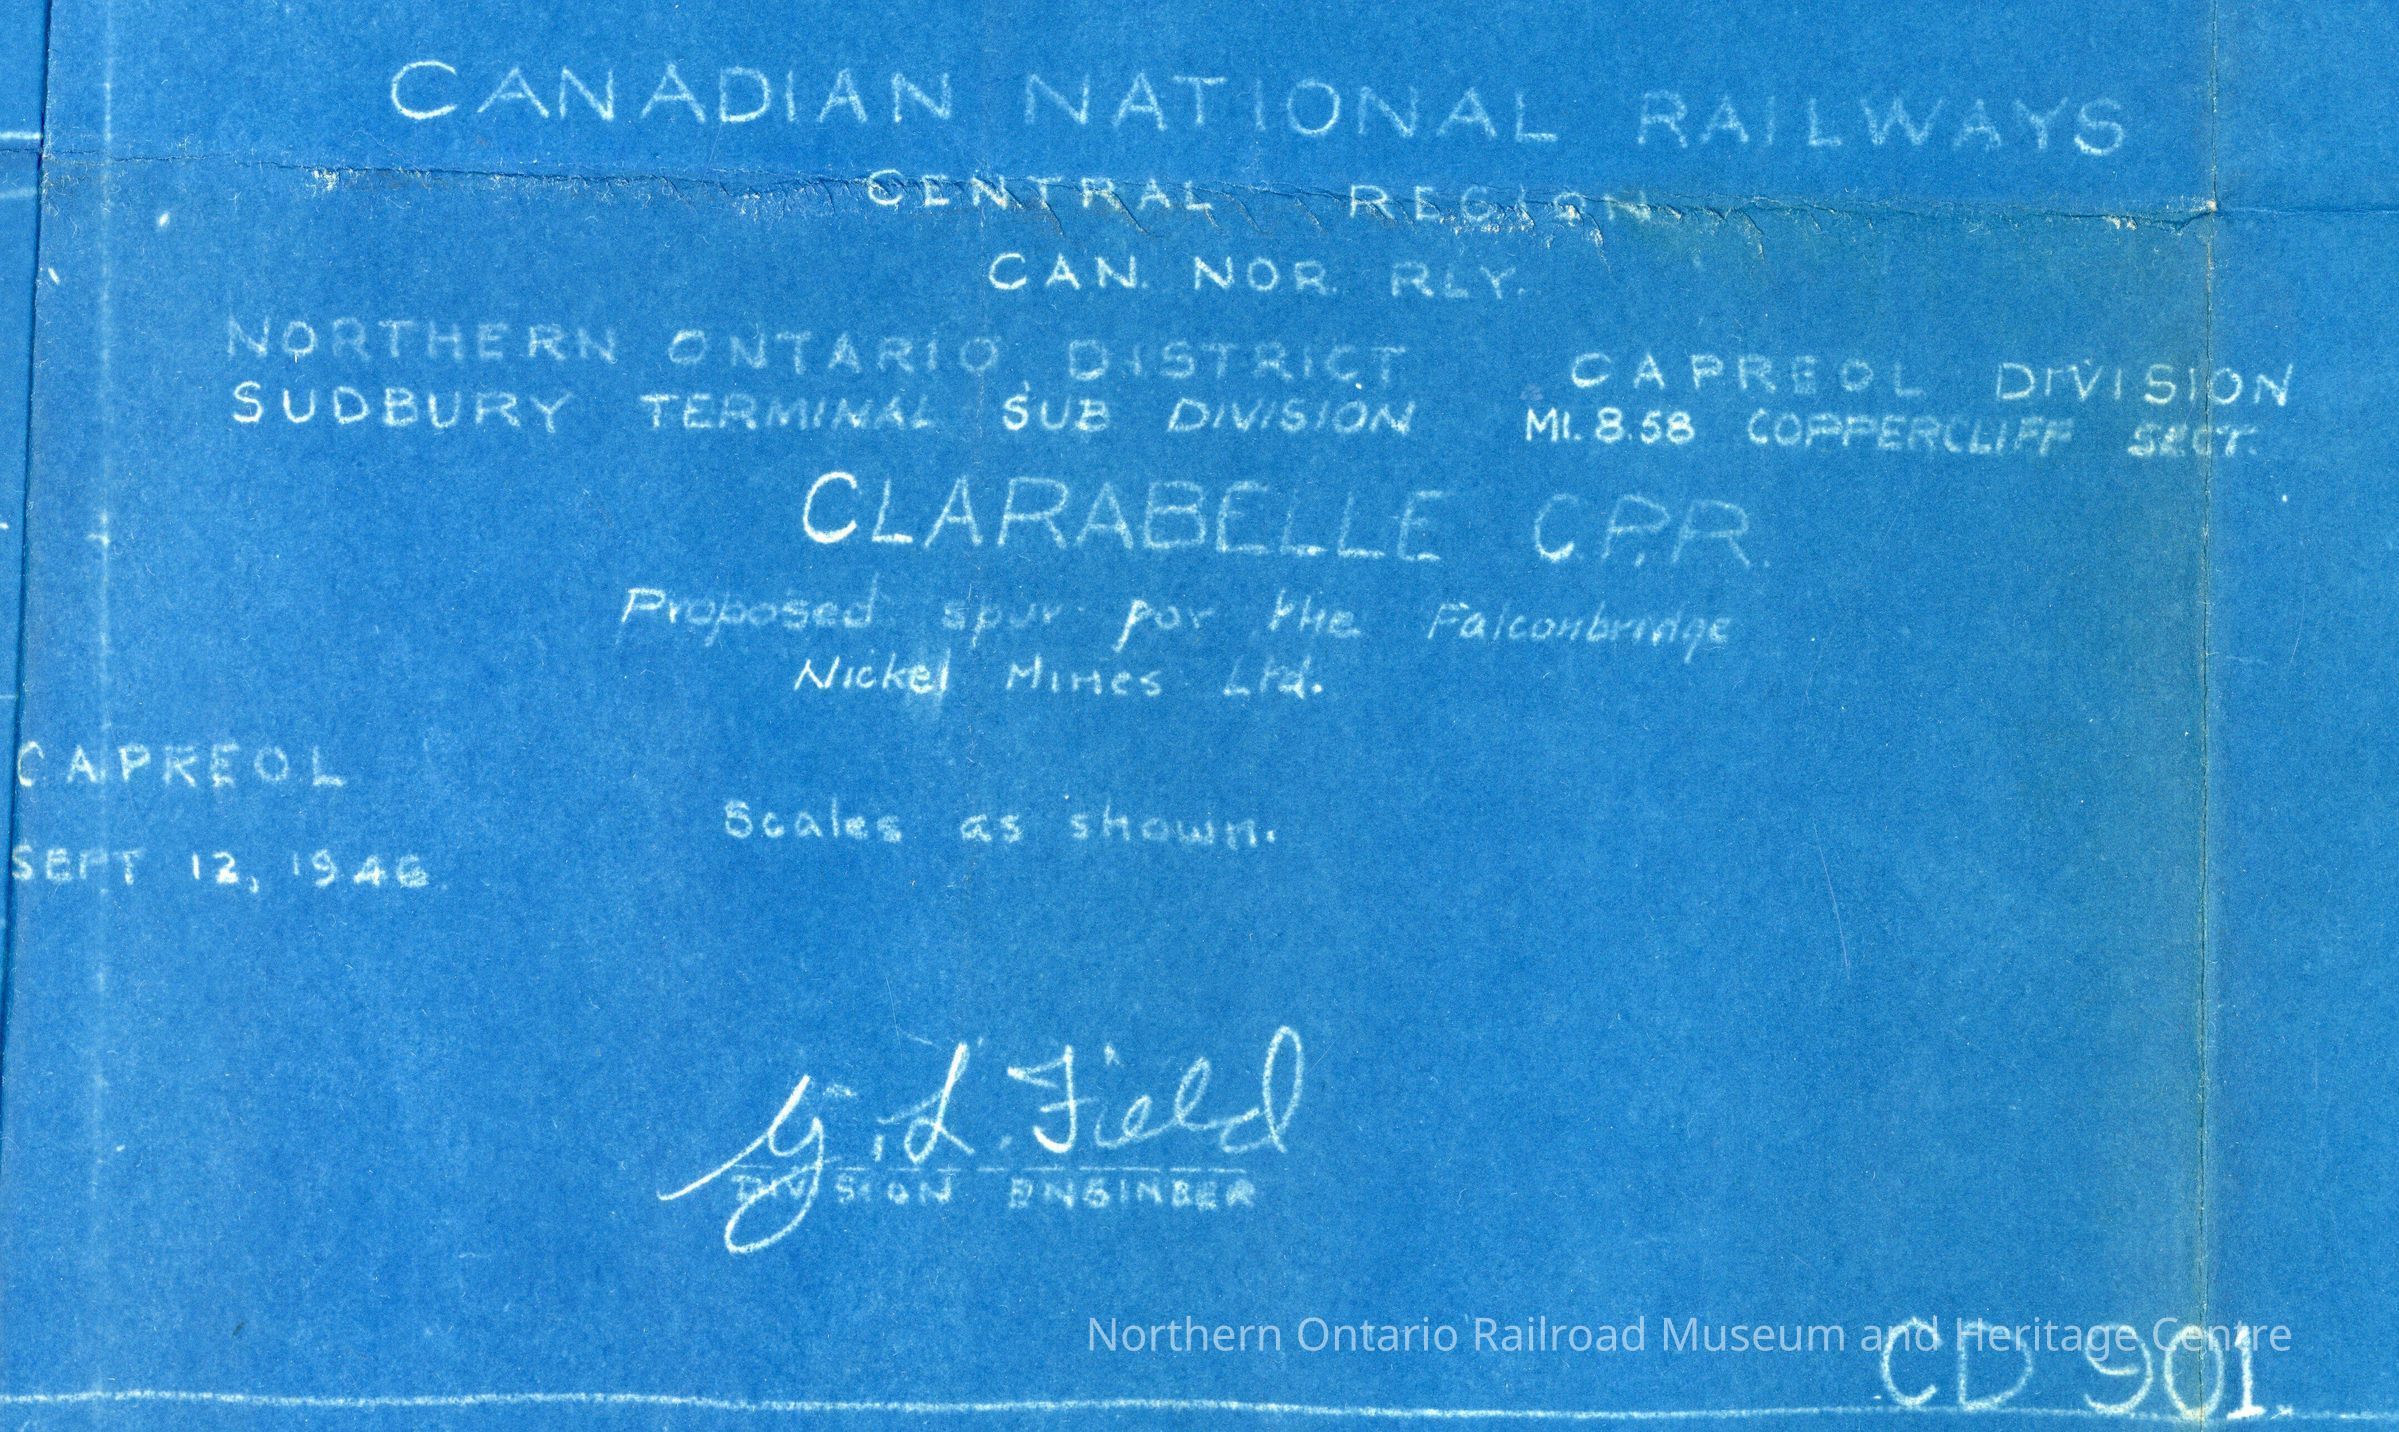 CANADIAN NATIONAL RAILWAYS
CENTRAL REGION
CAN. NOR. RLY.
NORTHERN ONTARIO DISTRICT CAPREOL DIVISION
SUDBURY TERMINAL SUB DIVISION MI. 8.58 COPPERCLIFF SECT.
CLARABELLE C.P.R.
Proposed spur for the Falconbridge
Nickel Mines Ltd.
CAPREOL
Scales as shown.
SEPT 12, 1946.
G. L. Field
DIVISION ENGINEER
Northern Ontario Railroad Museum and Heritage Centre
CD 901.